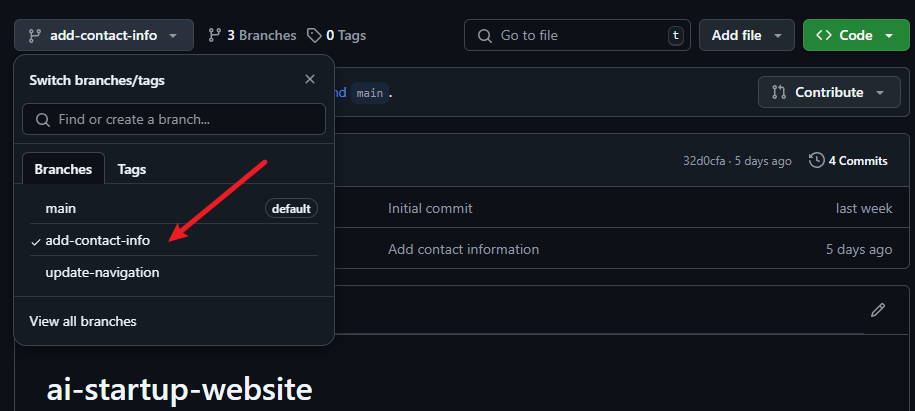 add-contact-info
3 Branches
0 Tags
Go to file
t
Add file
Code
Switch branches/tags
Find or create a branch...
main.
Contribute
Branches
Tags
32d0cfa · 5 days ago
4 Commits
main
default
Initial commit
last week
add-contact-info
Add contact information
5 days ago
update-navigation
View all branches
ai-startup-website